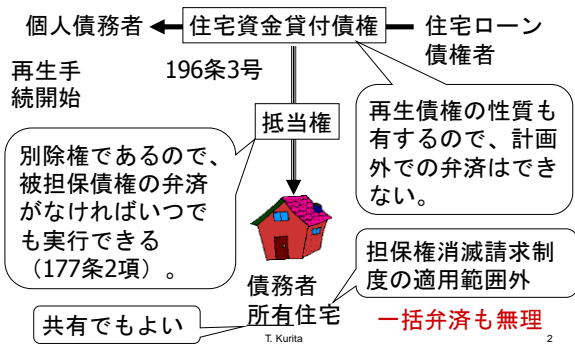 個人債務者
住宅資金貸付債権
住宅ローン
債権者
再生手
続開始
196条3号
抵当権
再生債権の性質も
有するので、計画
外での弁済はでき
ない。
別除権であるので、
被担保債権の弁済
がなければいつで
も実行できる
（177条2項）。
債務者
所有住宅
担保権消滅請求制
度の適用範囲外
共有でもよい
一括弁済も無理
T. Kurita
2